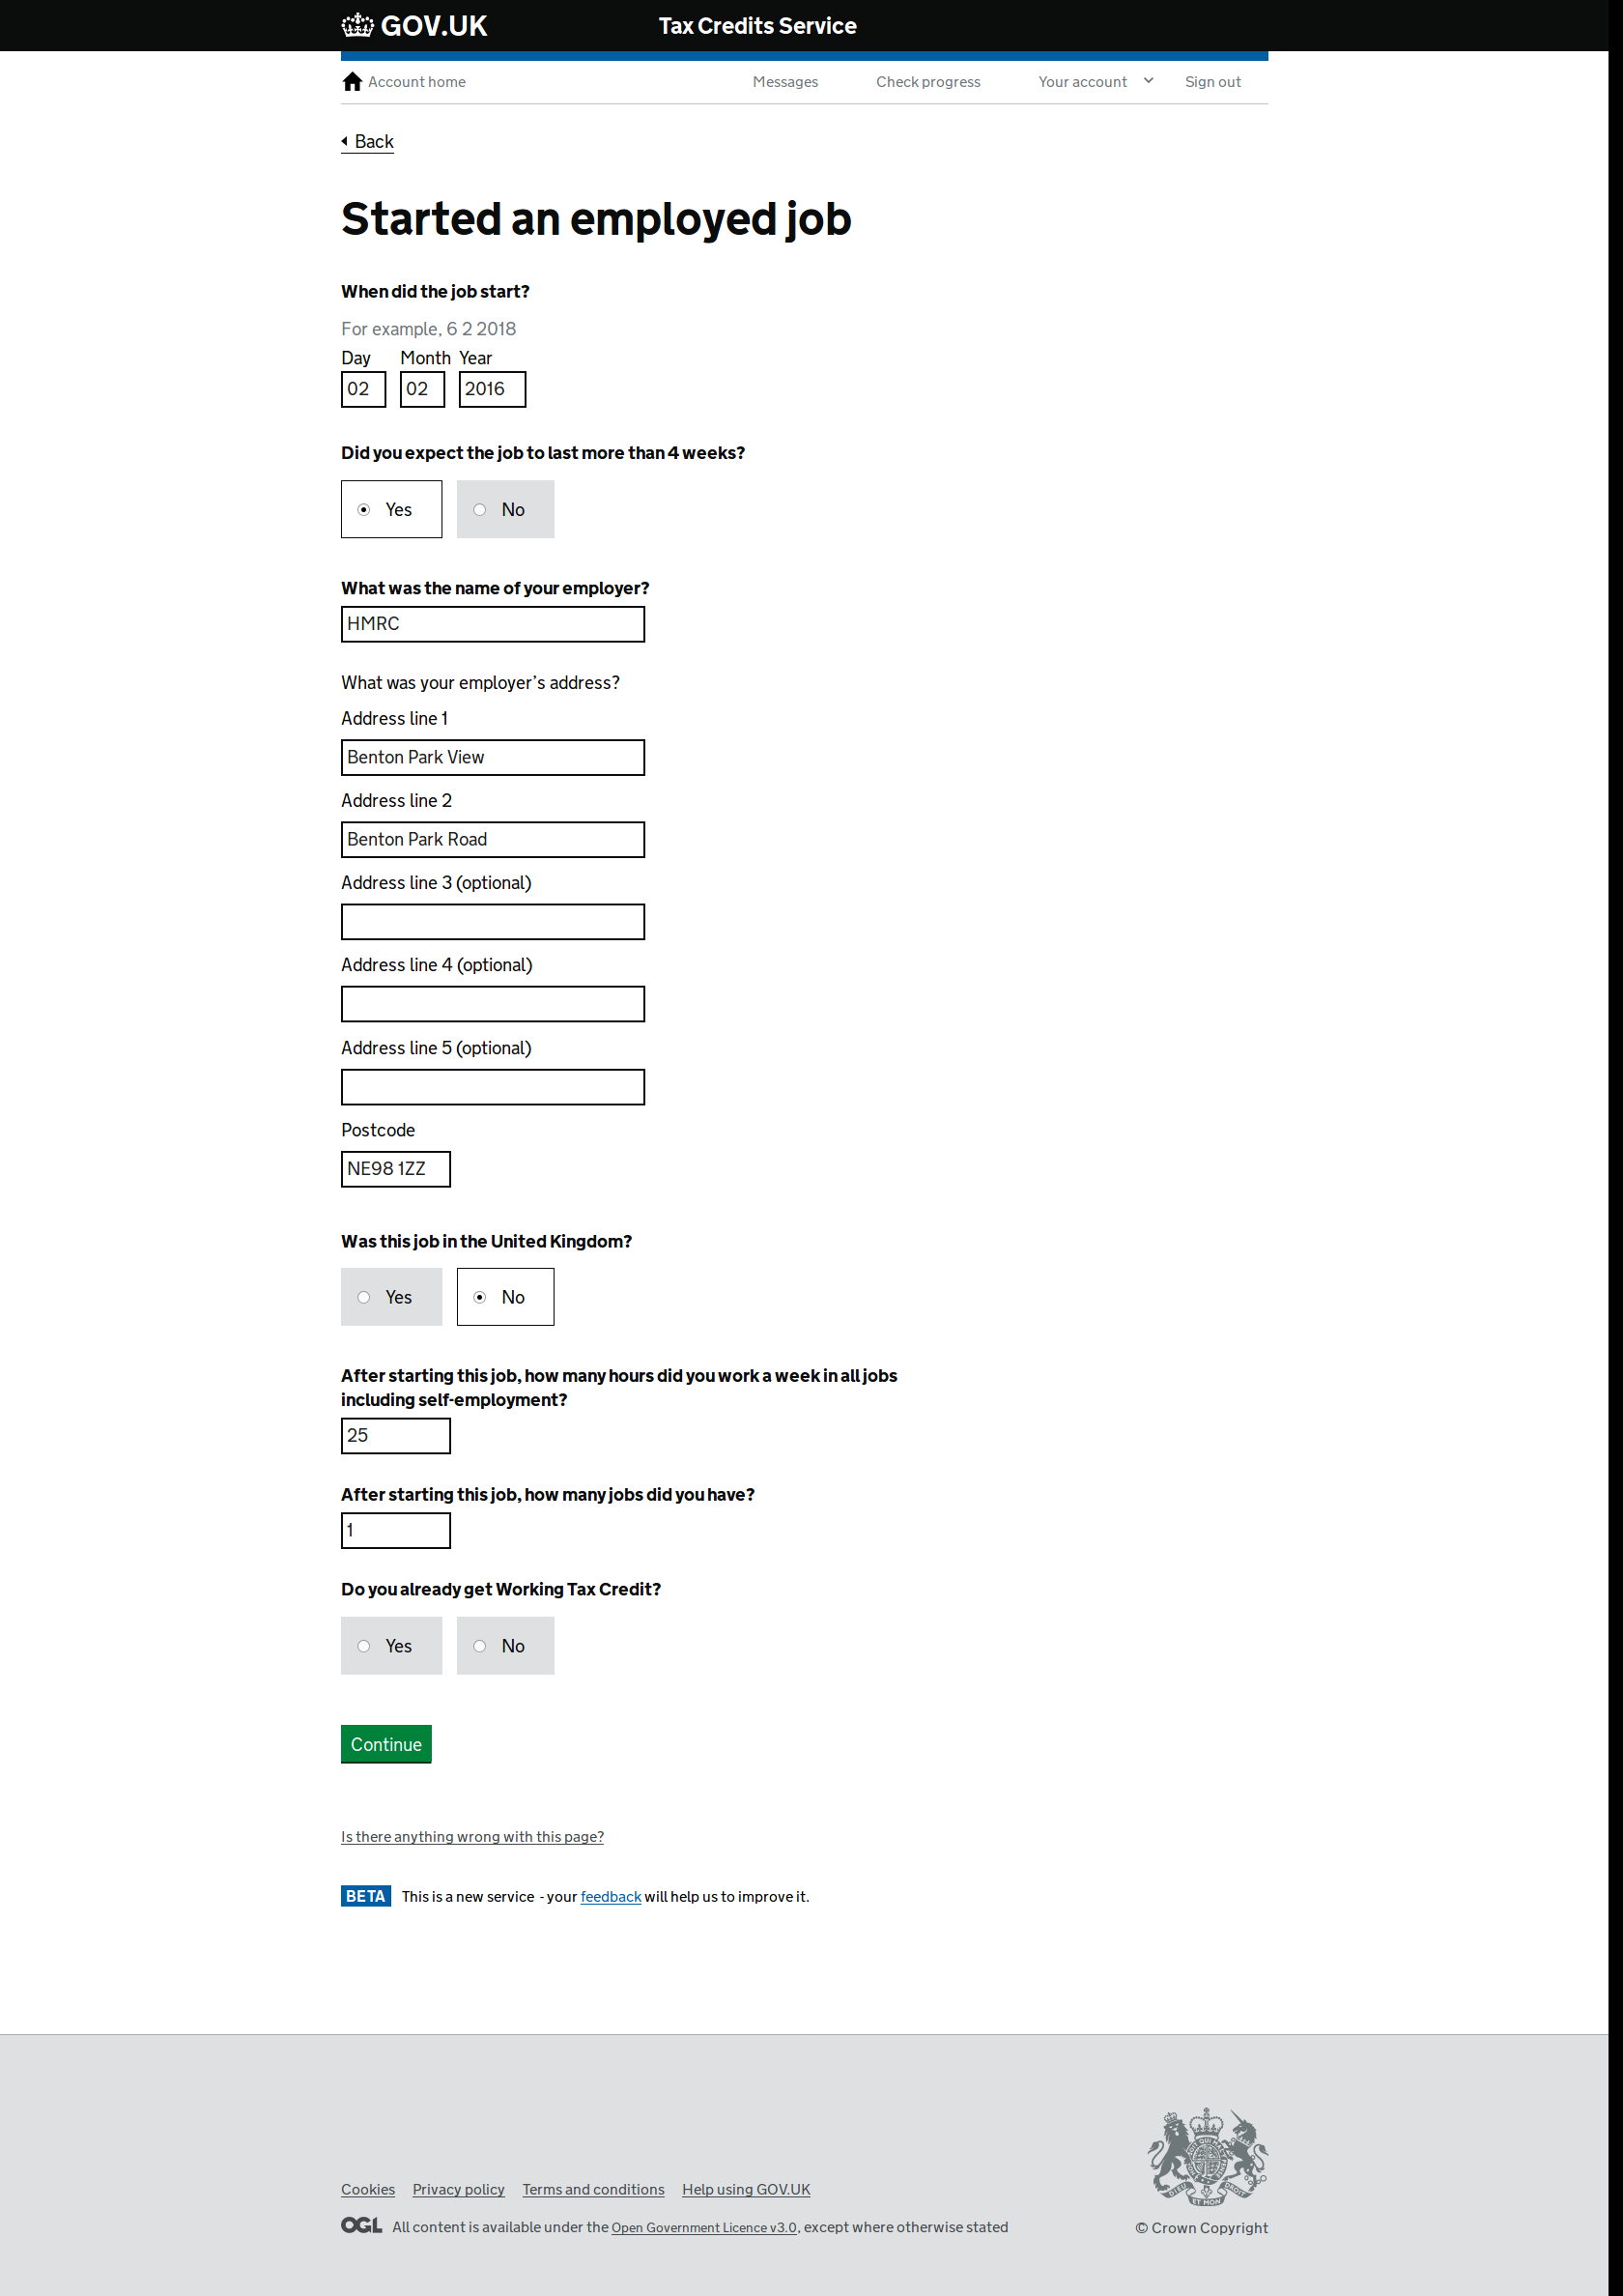 GOV.UK Tax Credits Service
Account home Messages Check progress Your account Sign out
Back
Started an employed job
When did the job start?
For example, 6 2 2018
Day Month Year
02 02 2016
Did you expect the job to last more than 4 weeks?
Yes No
What was the name of your employer?
HMRC
What was your employer’s address?
Address line 1
Benton Park View
Address line 2
Benton Park Road
Address line 3 (optional)
Address line 4 (optional)
Address line 5 (optional)
Postcode
NE98 1ZZ
Was this job in the United Kingdom?
Yes No
After starting this job, how many hours did you work a week in all jobs
including self-employment?
25
After starting this job, how many jobs did you have?
1
Do you already get Working Tax Credit?
Yes No
Continue
Is there anything wrong with this page?
BETA This is a new service - your feedback will help us to improve it.
Cookies Privacy policy Terms and conditions Help using GOV.UK
OGL All content is available under the Open Government Licence v3.0, except where otherwise stated
© Crown Copyright